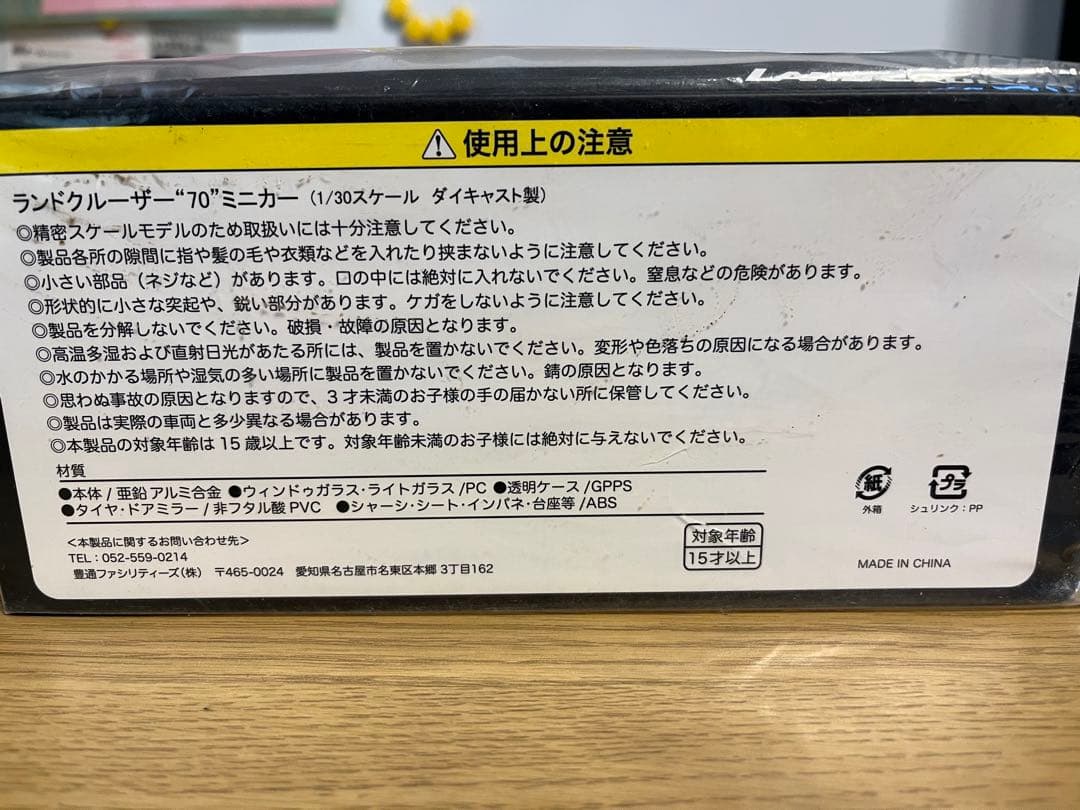 ⚠使用上の注意
ランドクルーザー“70”ミニカー（1/30スケール ダイキャスト製）
◎精密スケールモデルのため取扱いには十分注意してください。
◎製品各所の隙間に指や髪の毛や衣類などを入れたり挟まないように注意してください。
◎小さい部品（ネジなど）があります。口の中には絶対に入れないでください。窒息などの危険があります。
◎形状的に小さな突起や、鋭い部分があります。ケガをしないように注意してください。
◎製品を分解しないでください。破損・故障の原因となります。
◎高温多湿および直射日光があたる所には、製品を置かないでください。変形や色落ちの原因になる場合があります。
◎水のかかる場所や湿気の多い場所に製品を置かないでください。錆の原因となります。
◎思わぬ事故の原因となりますので、3才未満のお子様の手の届かない所に保管してください。
◎製品は実際の車両と多少異なる場合があります。
◎本製品の対象年齢は15歳以上です。対象年齢未満のお子様には絶対に与えないでください。
材質
●本体/亜鉛アルミ合金 ●ウィンドゥガラス・ライトガラス/PC ●透明ケース/GPPS
●タイヤ・ドアミラー/非フタル酸PVC ●シャーシ・シート・インパネ・台座等/ABS
<本製品に関するお問い合わせ先>
TEL：052-559-0214
豊通ファシリティーズ（株） 〒465-0024 愛知県名古屋市名東区本郷3丁目162
対象年齢
15才以上
紙
外箱
プラ
シュリンク：PP
MADE IN CHINA